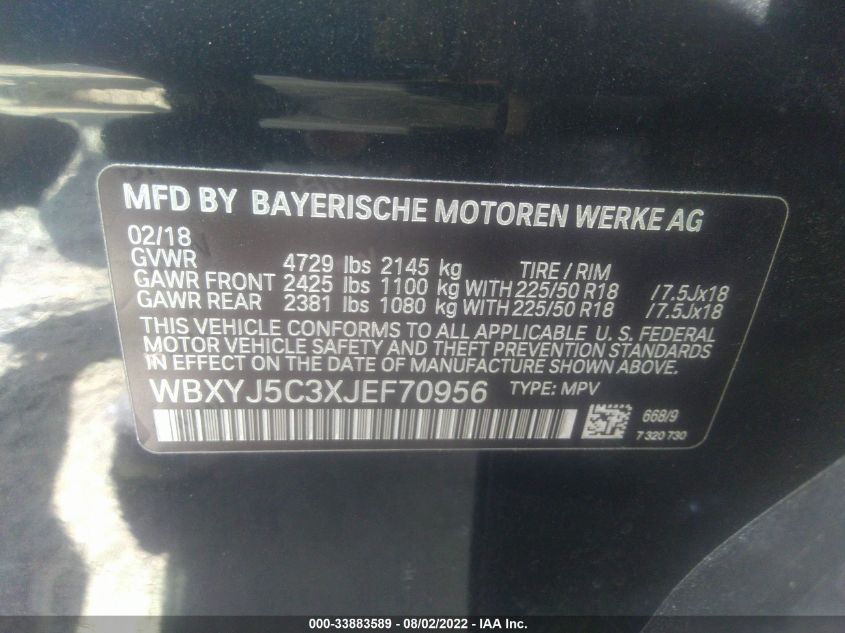 MFD BY BAYERISCHE MOTOREN WERKE AG
02/18
GVWR 4729 lbs 2145 kg TIRE / RIM
GAWR FRONT 2425 lbs 1100 kg WITH 225/50 R18 /7.5Jx18
GAWR REAR 2381 lbs 1080 kg WITH 225/50 R18 /7.5Jx18
THIS VEHICLE CONFORMS TO ALL APPLICABLE U. S. FEDERAL
MOTOR VEHICLE SAFETY AND THEFT PREVENTION STANDARDS
IN EFFECT ON THE DATE OF MANUFACTURE SHOWN ABOVE.
WBXYJ5C3XJEF70956 TYPE: MPV
668/9
7 320 730
000-33883589 - 08/02/2022 - IAA Inc.